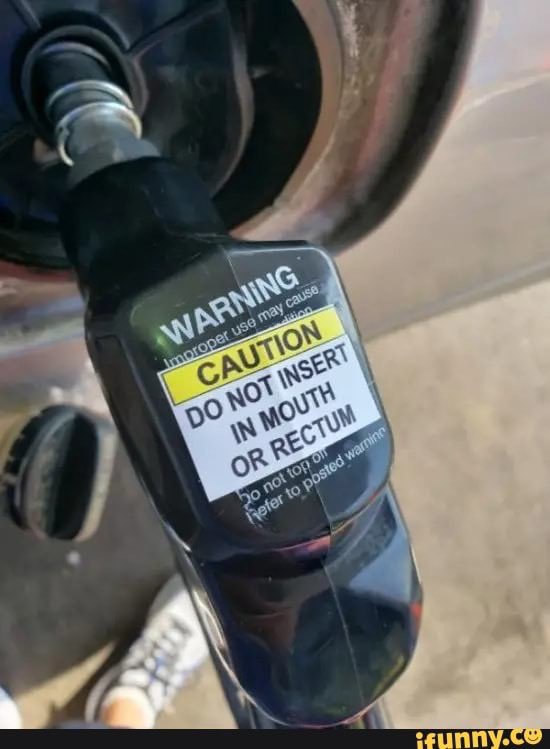 WARNING
Improper use may cause
dition
CAUTION
DO NOT INSERT
IN MOUTH
OR RECTUM
Do not top off
Refer to posted warning
ifunny.co